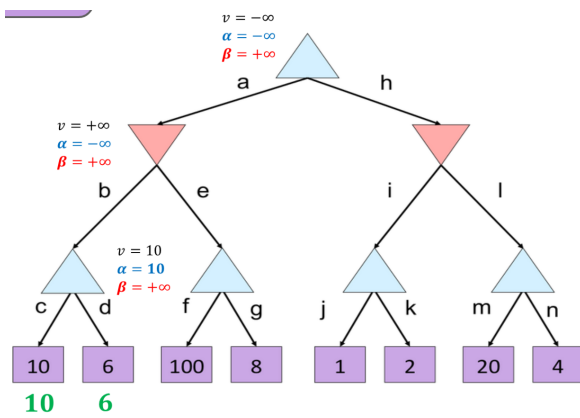 v = −∞
α = −∞
β = +∞
a
h
v = +∞
α = −∞
β = +∞
b
e
i
l
v = 10
α = 10
β = +∞
c
d
f
g
j
k
m
n
10
6
100
8
1
2
20
4
10
6